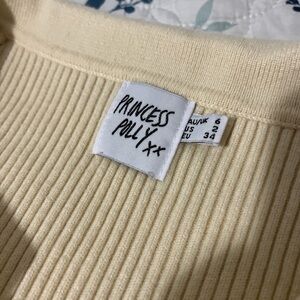 PRINCESS
POLLY xx
AU/UK 6
US 2
EU 34